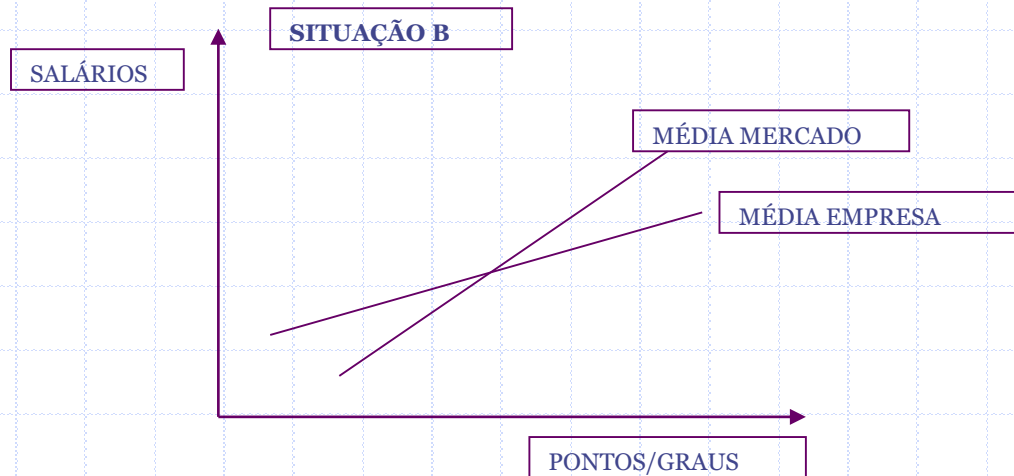 SITUAÇÃO B
SALÁRIOS
MÉDIA MERCADO
MÉDIA EMPRESA
PONTOS/GRAUS